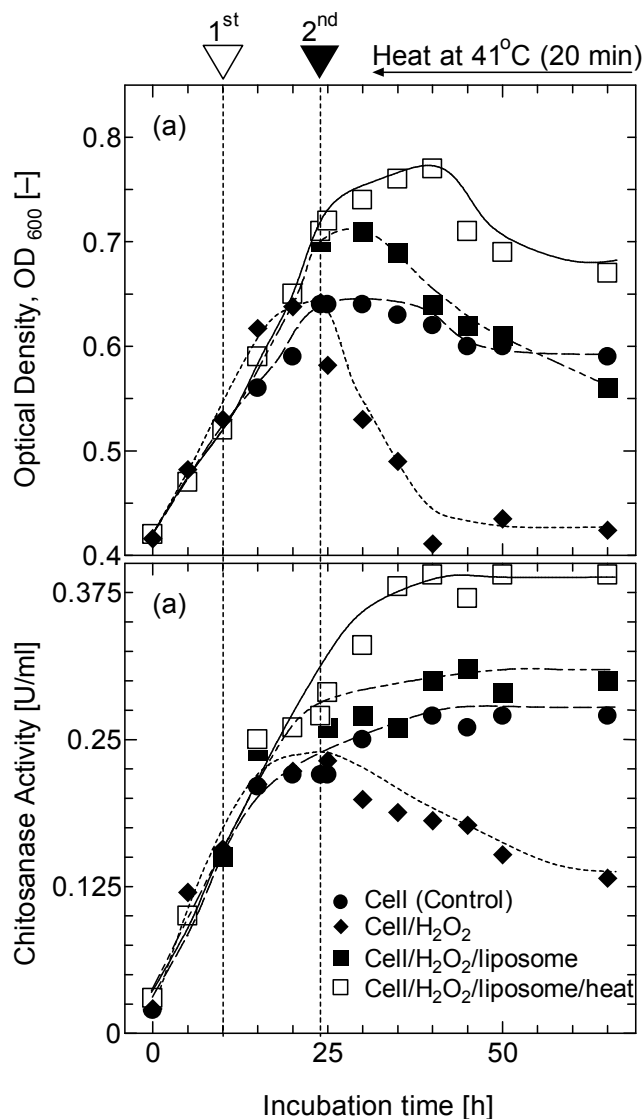 1st 2nd
Heat at 41°C (20 min)
(a)
0.8
0.7
0.6
0.5
0.4
Optical Density, OD 600 [–]
(a)
0.375
0.25
0.125
0
Chitosanase Activity [U/ml]
Cell (Control)
Cell/H2O2
Cell/H2O2/liposome
Cell/H2O2/liposome/heat
0 25 50
Incubation time [h]